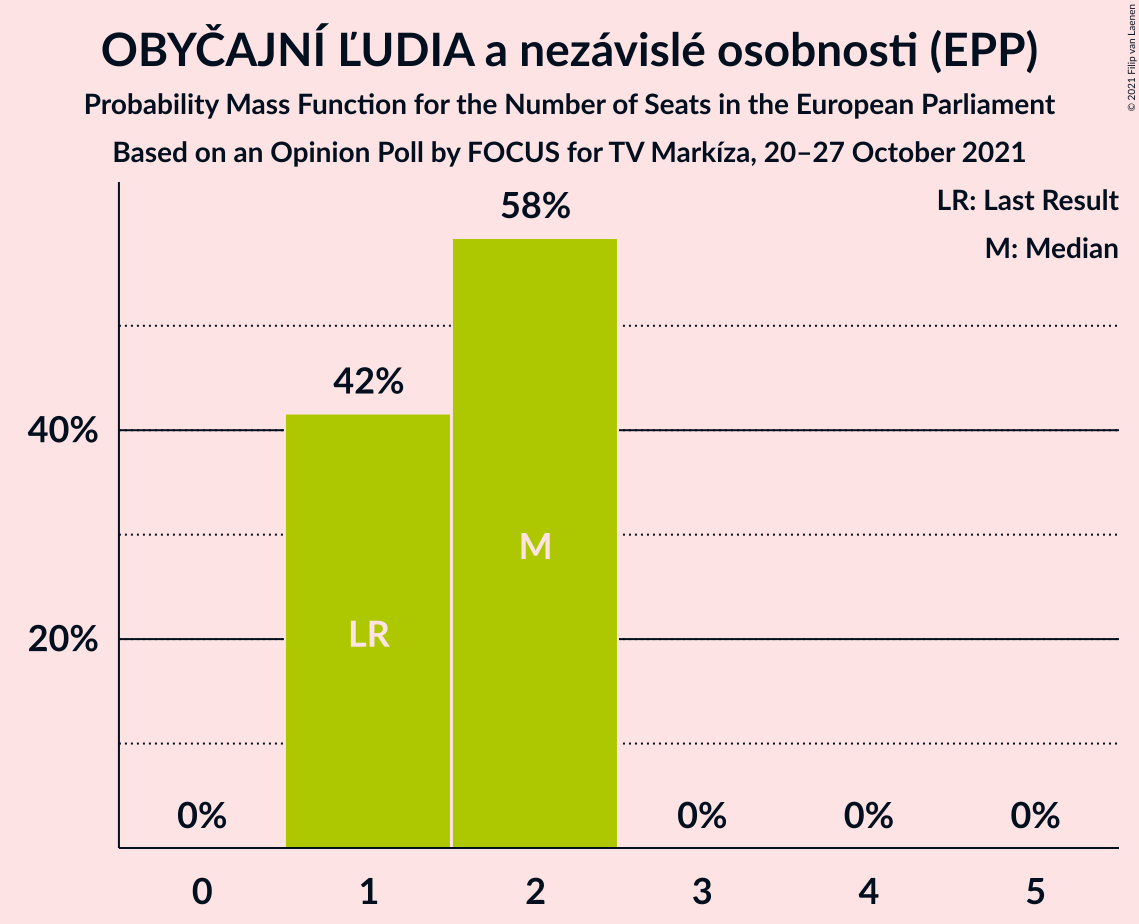 OBYČAJNÍ ĽUDIA a nezávislé osobnosti (EPP)
Probability Mass Function for the Number of Seats in the European Parliament
Based on an Opinion Poll by FOCUS for TV Markíza, 20–27 October 2021
© 2021 Filip van Laenen
LR: Last Result
M: Median
58%
42%
40%
M
LR
20%
0% 0% 0% 0%
0 1 2 3 4 5